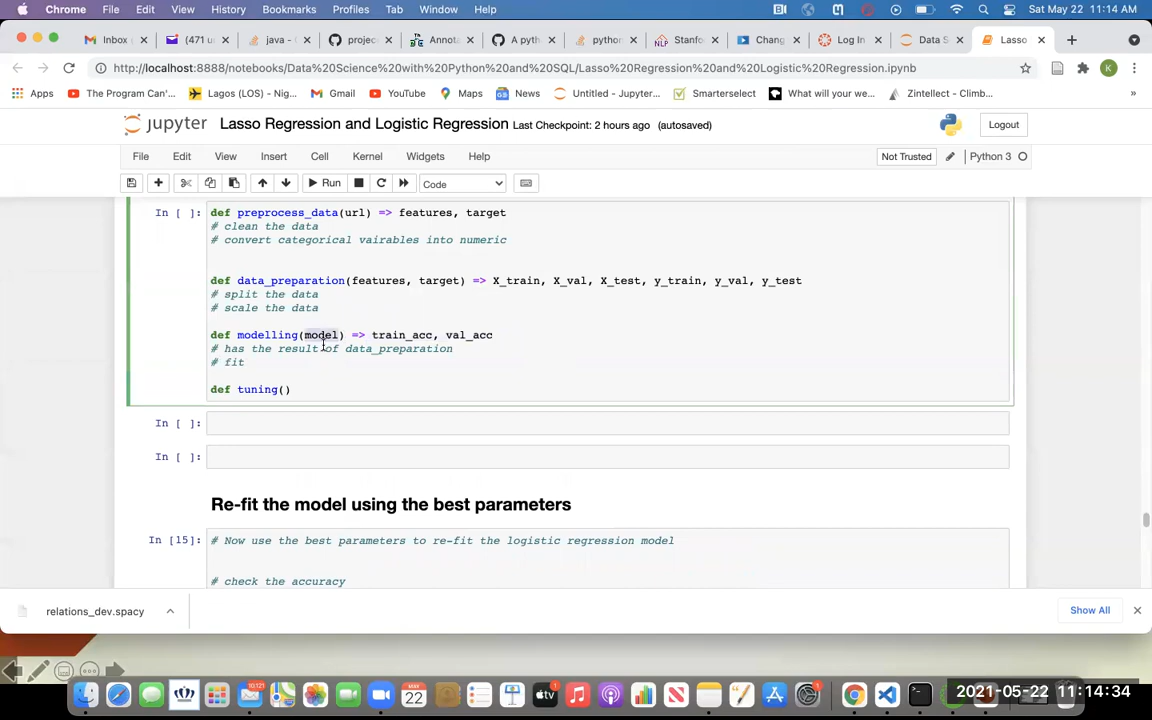 Chrome File Edit View History Bookmarks Profiles Tab Window Help Sat May 22 11:14 AM
Inbox (471 u java - c projec Annota A pyth python Stanfo Chang Log In Data S Lasso
http://localhost:8888/notebooks/Data%20Science%20with%20Python%20and%20SQL/Lasso%20Regression%20and%20Logistic%20Regression.ipynb K
Apps The Program Can'... Lagos (LOS) - Nig... Gmail YouTube Maps News Untitled - Jupyter... Smarterselect What will your we... Zintellect - Climb... »
jupyter Lasso Regression and Logistic Regression Last Checkpoint: 2 hours ago (autosaved) Logout
File Edit View Insert Cell Kernel Widgets Help Not Trusted Python 3
Run Code
In [ ]: def preprocess_data(url) => features, target
# clean the data
# convert categorical vairables into numeric
def data_preparation(features, target) => X_train, X_val, X_test, y_train, y_val, y_test
# split the data
# scale the data
def modelling(model) => train_acc, val_acc
# has the result of data_preparation
# fit
def tuning()
In [ ]:
In [ ]:
Re-fit the model using the best parameters
In [15]: # Now use the best parameters to re-fit the logistic regression model
# check the accuracy
relations_dev.spacy Show All
10,121 MAY 22 2021-05-22 11:14:34